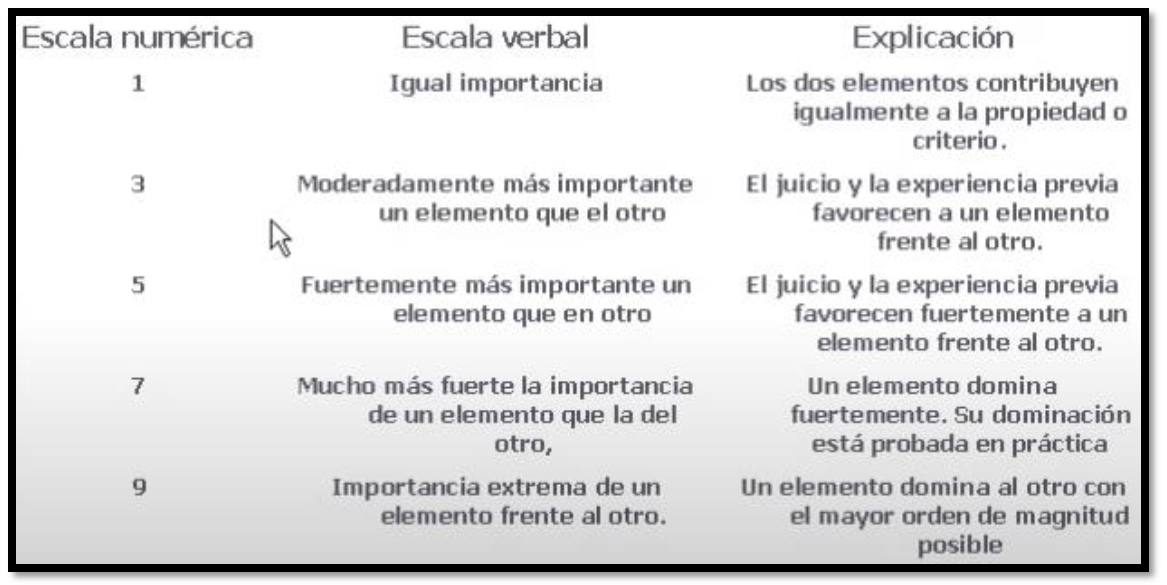 Escala numérica Escala verbal Explicación
1 Igual importancia Los dos elementos contribuyen
igualmente a la propiedad o
criterio.
3 Moderadamente más importante El juicio y la experiencia previa
un elemento que el otro favorecen a un elemento
frente al otro.
5 Fuertemente más importante un El juicio y la experiencia previa
elemento que en otro favorecen fuertemente a un
elemento frente al otro.
7 Mucho más fuerte la importancia Un elemento domina
de un elemento que la del fuertemente. Su dominación
otro, está probada en práctica
9 Importancia extrema de un Un elemento domina al otro con
elemento frente al otro. el mayor orden de magnitud
posible